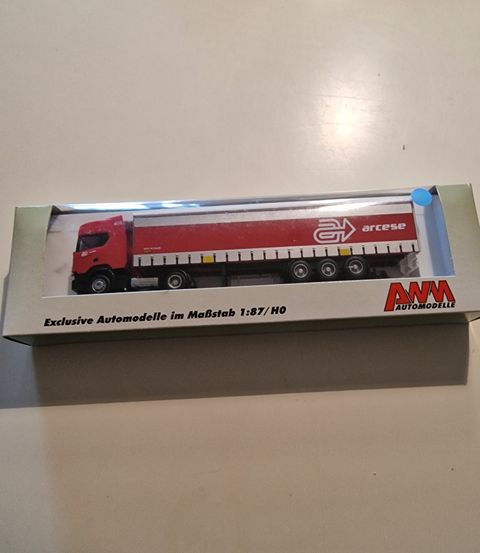 arcese
AWM
AUTOMODELLE
Exclusive Automodelle im Maßstab 1:87/H0